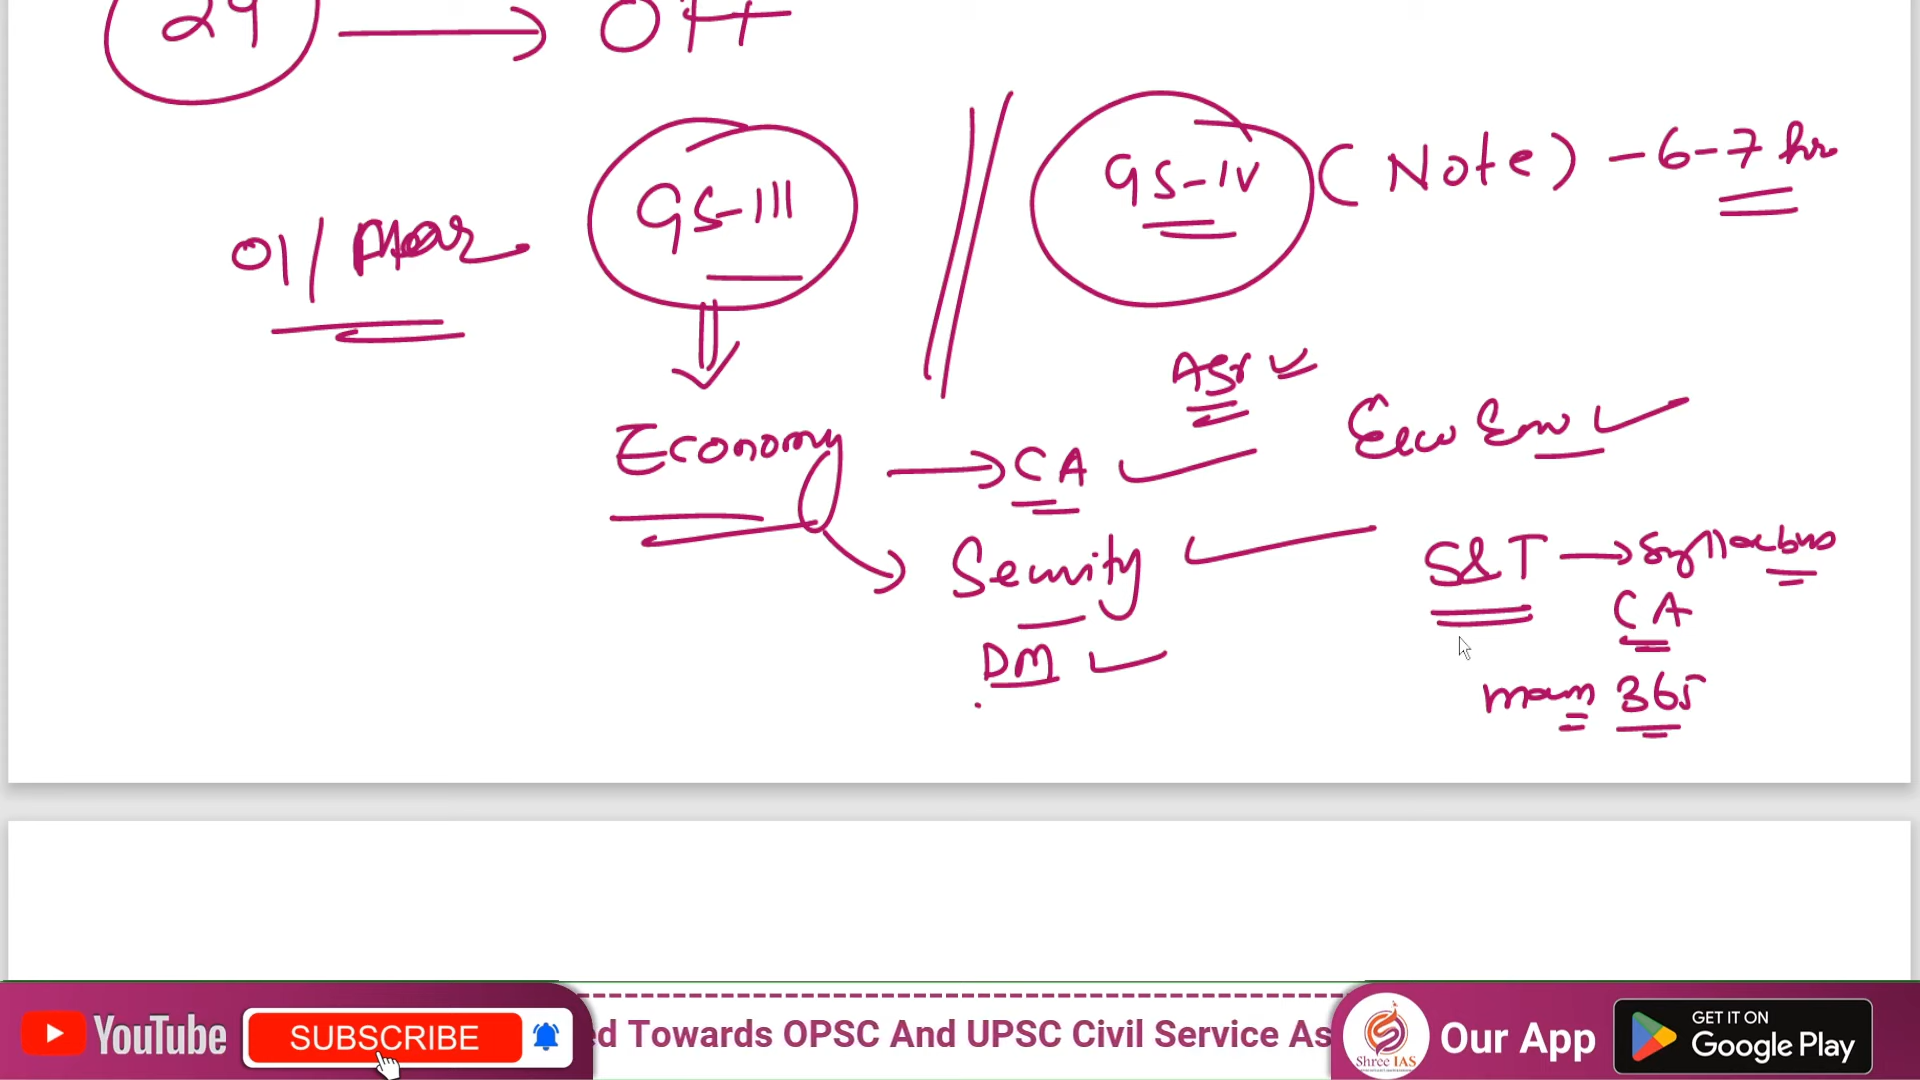 29 → Off
01/Mar GS-III // GS-IV (Note) - 6-7 hr
Economy → CA ✓ Agr ✓ Eco Env ✓
→ Security ✓ S&T → Syllabus
CA
DM ✓
365
YouTube
SUBSCRIBE
ed Towards OPSC And UPSC Civil Service As
Shree IAS
Our App
GET IT ON
Google Play